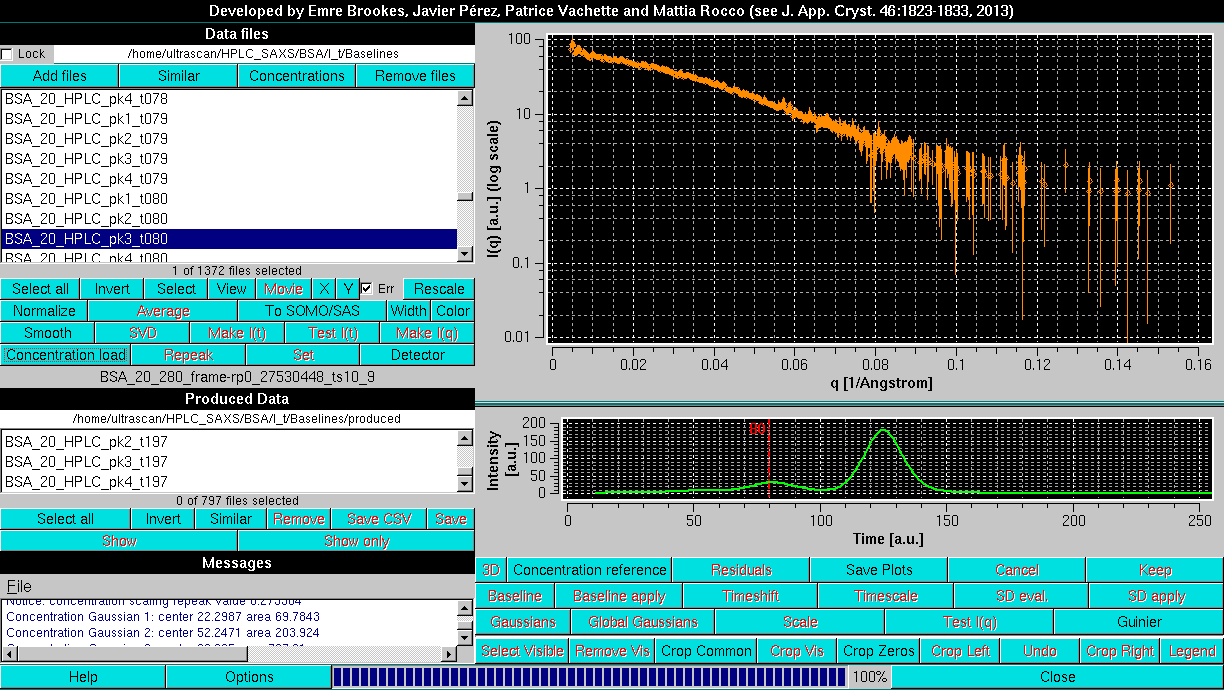 Developed by Emre Brookes, Javier Pérez, Patrice Vachette and Mattia Rocco (see J. App. Cryst. 46:1823-1833, 2013)
Data files
Lock /home/ultrascan/HPLC_SAXS/BSA/I_t/Baselines
Add files Similar Concentrations Remove files
BSA_20_HPLC_pk4_t078
BSA_20_HPLC_pk1_t079
BSA_20_HPLC_pk2_t079
BSA_20_HPLC_pk3_t079
BSA_20_HPLC_pk4_t079
BSA_20_HPLC_pk1_t080
BSA_20_HPLC_pk2_t080
BSA_20_HPLC_pk3_t080
BSA_20_HPLC_pk4_t080
1 of 1372 files selected
Select all Invert Select View Movie X Y Err Rescale
Normalize Average To SOMO/SAS Width Color
Smooth SVD Make I(t) Test I(t) Make I(q)
Concentration load Repeak Set Detector
BSA_20_280_frame-rp0_27530448_ts10_9
Produced Data
/home/ultrascan/HPLC_SAXS/BSA/I_t/Baselines/produced
BSA_20_HPLC_pk2_t197
BSA_20_HPLC_pk3_t197
BSA_20_HPLC_pk4_t197
0 of 797 files selected
Select all Invert Similar Remove Save CSV Save
Show Show only
Messages
File
Notice: concentration scaling repeak value 0.273304
Concentration Gaussian 1: center 22.2987 area 69.7843
Concentration Gaussian 2: center 52.2471 area 203.924
Help Options 100% Close
I(q) [a.u.] (log scale)
100
10
1
0.1
0.01
0 0.02 0.04 0.06 0.08 0.1 0.12 0.14 0.16
q [1/Angstrom]
Intensity
[a.u.]
200
150
100
50
0
H0
0 50 100 150 200 250
Time [a.u.]
3D Concentration reference Residuals Save Plots Cancel Keep
Baseline Baseline apply Timeshift Timescale SD eval. SD apply
Gaussians Global Gaussians Scale Test I(q) Guinier
Select Visible Remove Vis Crop Common Crop Vis Crop Zeros Crop Left Undo Crop Right Legend